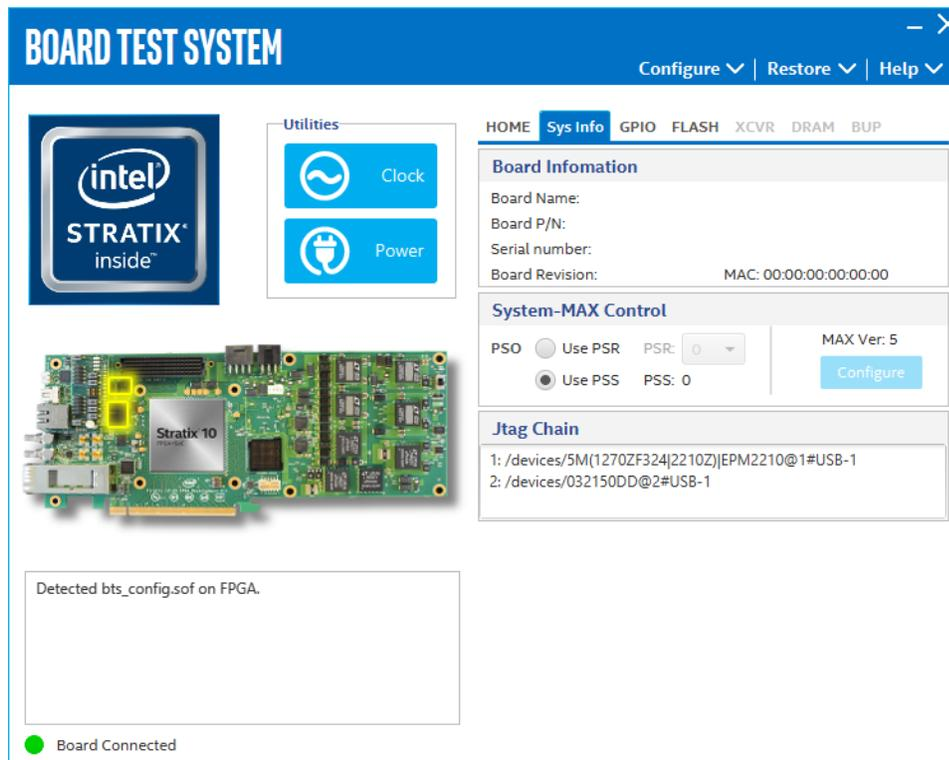 BOARD TEST SYSTEM
Configure | Restore | Help
intel
STRATIX
inside™
Utilities
Clock
Power
HOME Sys Info GPIO FLASH XCVR DRAM BUP
Board Infomation
Board Name:
Board P/N:
Serial number:
Board Revision: MAC: 00:00:00:00:00:00
System-MAX Control
PSO Use PSR PSR: 0
MAX Ver: 5
Use PSS PSS: 0
Configure
Jtag Chain
1: /devices/5M(1270ZF324|2210Z)|EPM2210@1#USB-1
2: /devices/032150DD@2#USB-1
Stratix 10
Detected bts_config.sof on FPGA.
Board Connected